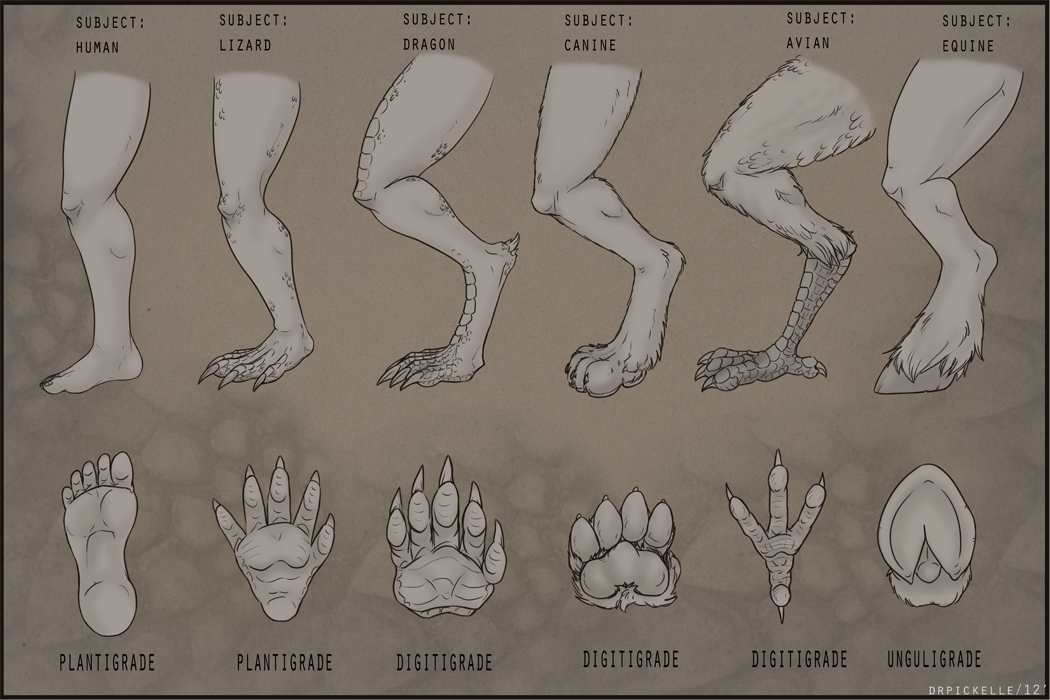 SUBJECT:
HUMAN
SUBJECT:
LIZARD
SUBJECT:
DRAGON
SUBJECT:
CANINE
SUBJECT:
AVIAN
SUBJECT:
EQUINE
PLANTIGRADE
PLANTIGRADE
DIGITIGRADE
DIGITIGRADE
DIGITIGRADE
UNGULIGRADE
DRPICKELLE/12'